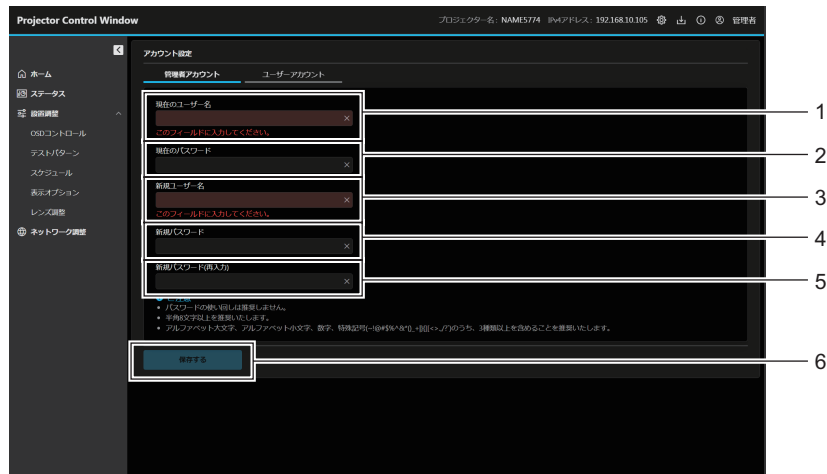 Projector Control Window
プロジェクター名: NAME5774 IPv4アドレス: 192.168.10.105 管理者
アカウント設定
管理者アカウント ユーザーアカウント
ホーム
ステータス
設置調整
OSDコントロール
テストパターン
スケジュール
表示オプション
レンズ調整
ネットワーク調整
現在のユーザー名
このフィールドに入力してください。
1
現在のパスワード
2
新規ユーザー名
このフィールドに入力してください。
3
新規パスワード
4
新規パスワード(再入力)
5
ご注意
パスワードの使い回しは推奨しません。
半角8文字以上を推奨いたします。
アルファベット大文字、アルファベット小文字、数字、特殊記号のうち、3種類以上を含めることを推奨いたします。
保存する
6